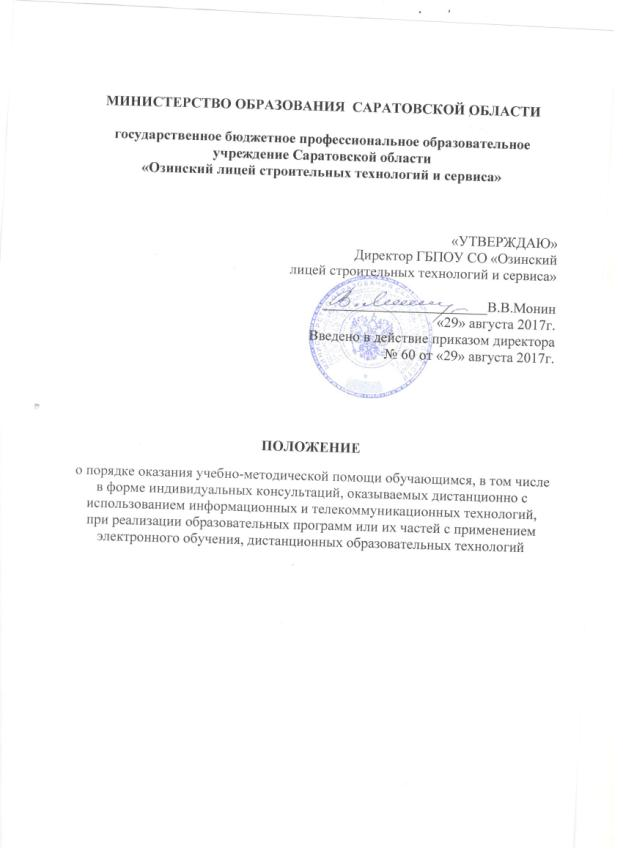 МИНИСТЕРСТВО ОБРАЗОВАНИЯ САРАТОВСКОЙ ОБЛАСТИ
государственное бюджетное профессиональное образовательное
учреждение Саратовской области
«Озинский лицей строительных технологий и сервиса»
«УТВЕРЖДАЮ»
Директор ГБПОУ СО «Озинский
лицей строительных технологий и сервиса»
В.В.Монин
«29» августа 2017г.
Введено в действие приказом директора
№ 60 от «29» августа 2017г.
ПОЛОЖЕНИЕ
о порядке оказания учебно-методической помощи обучающимся, в том числе
в форме индивидуальных консультаций, оказываемых дистанционно с
использованием информационных и телекоммуникационных технологий,
при реализации образовательных программ или их частей с применением
электронного обучения, дистанционных образовательных технологий